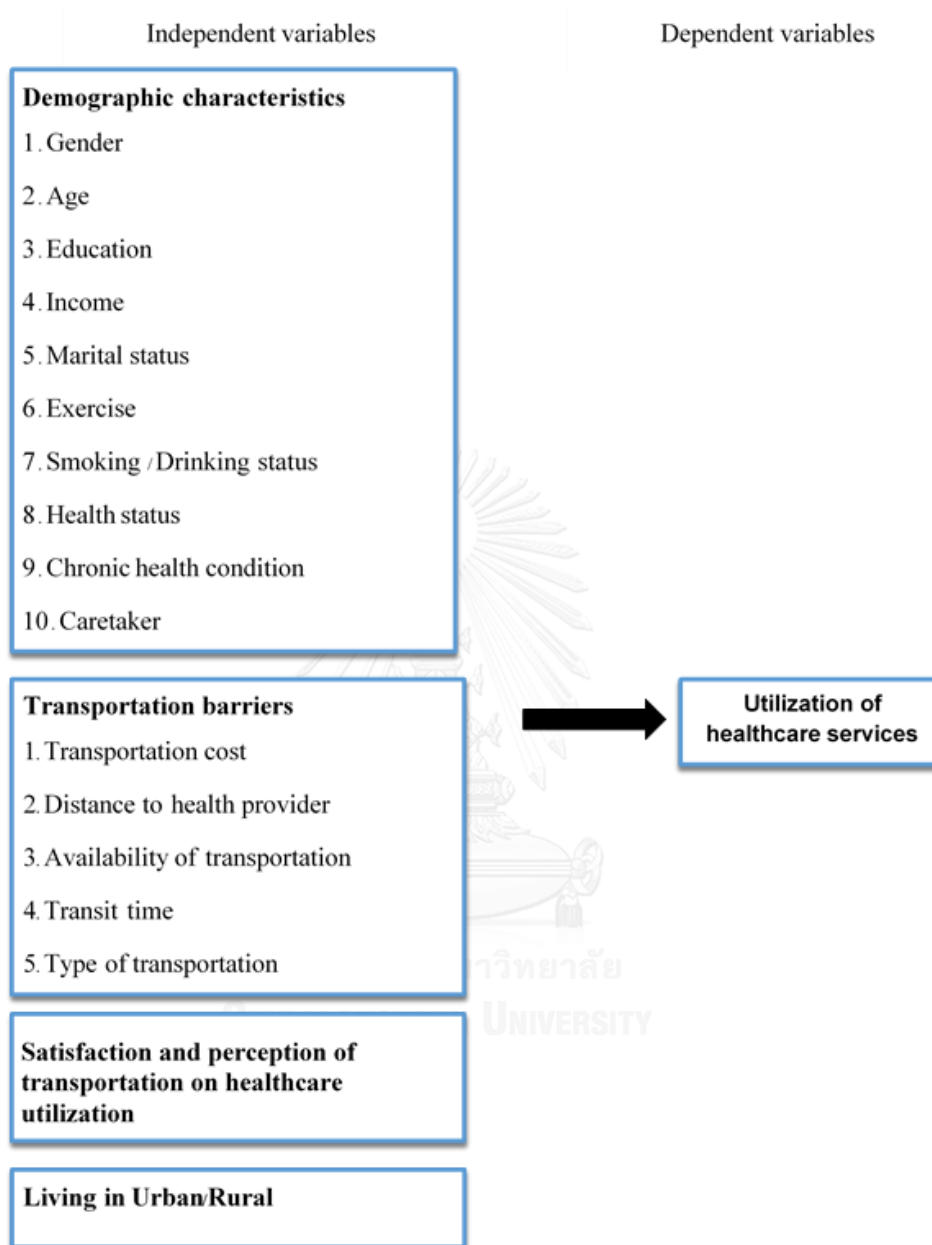 Independent variables
Dependent variables
Demographic characteristics
1. Gender
2. Age
3. Education
4. Income
5. Marital status
6. Exercise
7. Smoking / Drinking status
8. Health status
9. Chronic health condition
10. Caretaker
Transportation barriers
1. Transportation cost
2. Distance to health provider
3. Availability of transportation
4. Transit time
5. Type of transportation
Utilization of
healthcare services
Satisfaction and perception of
transportation on healthcare
utilization
Living in Urban/Rural
UNIVERSITY